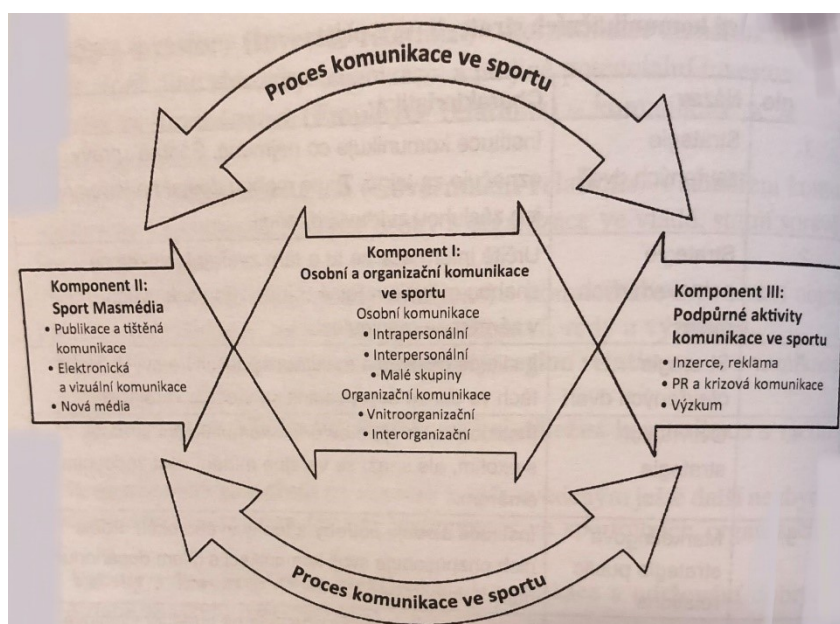 Proces komunikace ve sportu
Komponent II:
Sport Masmédia
• Publikace a tištěná
komunikace
• Elektronická
a vizuální komunikace
• Nová média
Komponent I:
Osobní a organizační komunikace
ve sportu
Osobní komunikace
• Intrapersonální
• Interpersonální
• Malé skupiny
Organizační komunikace
• Vnitroorganizační
• Interorganizační
Komponent III:
Podpůrné aktivity
komunikace ve sportu
• Inzerce, reklama
• PR a krizová komunikace
• Výzkum
Proces komunikace ve sportu